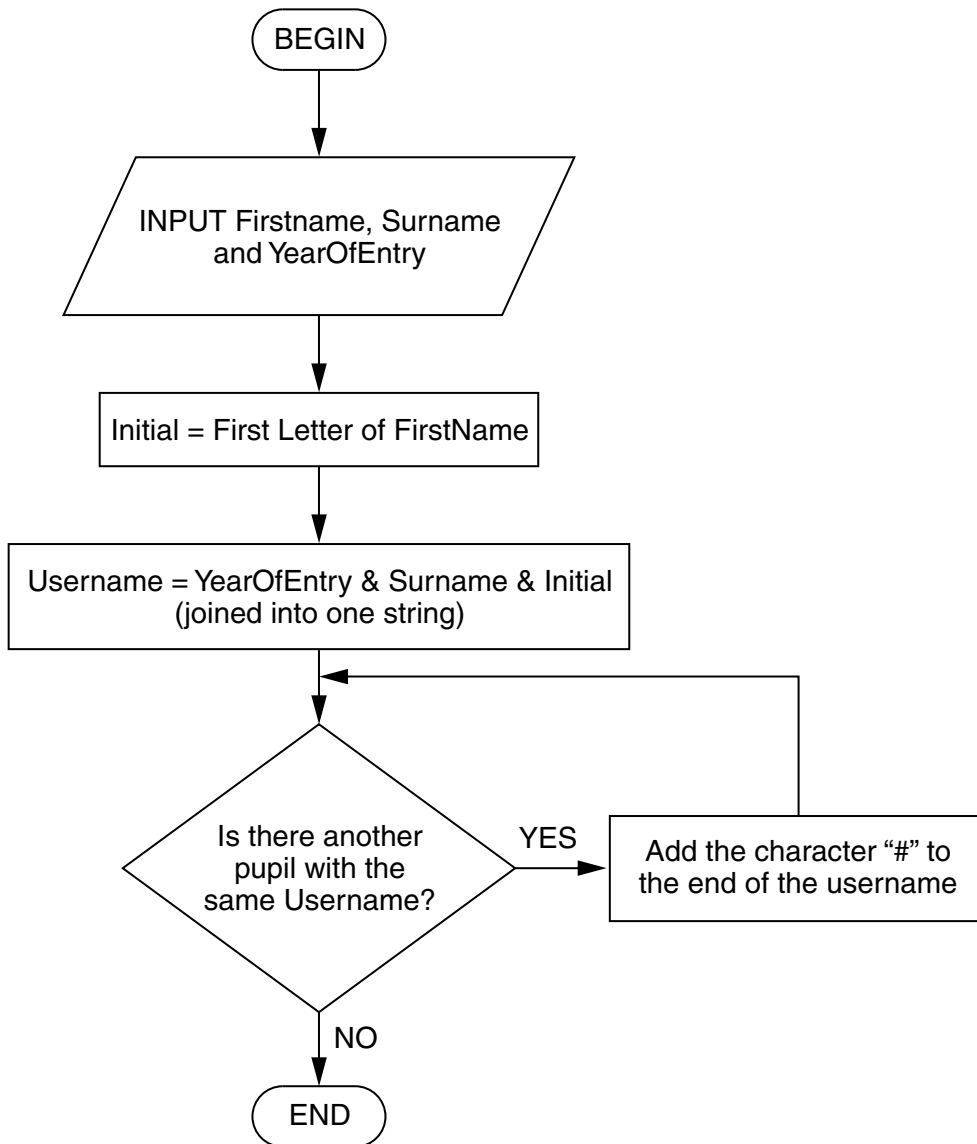 BEGIN
INPUT Firstname, Surname
and YearOfEntry
Initial = First Letter of FirstName
Username = YearOfEntry & Surname & Initial
(joined into one string)
Is there another
pupil with the
same Username?
YES
Add the character “#” to
the end of the username
NO
END